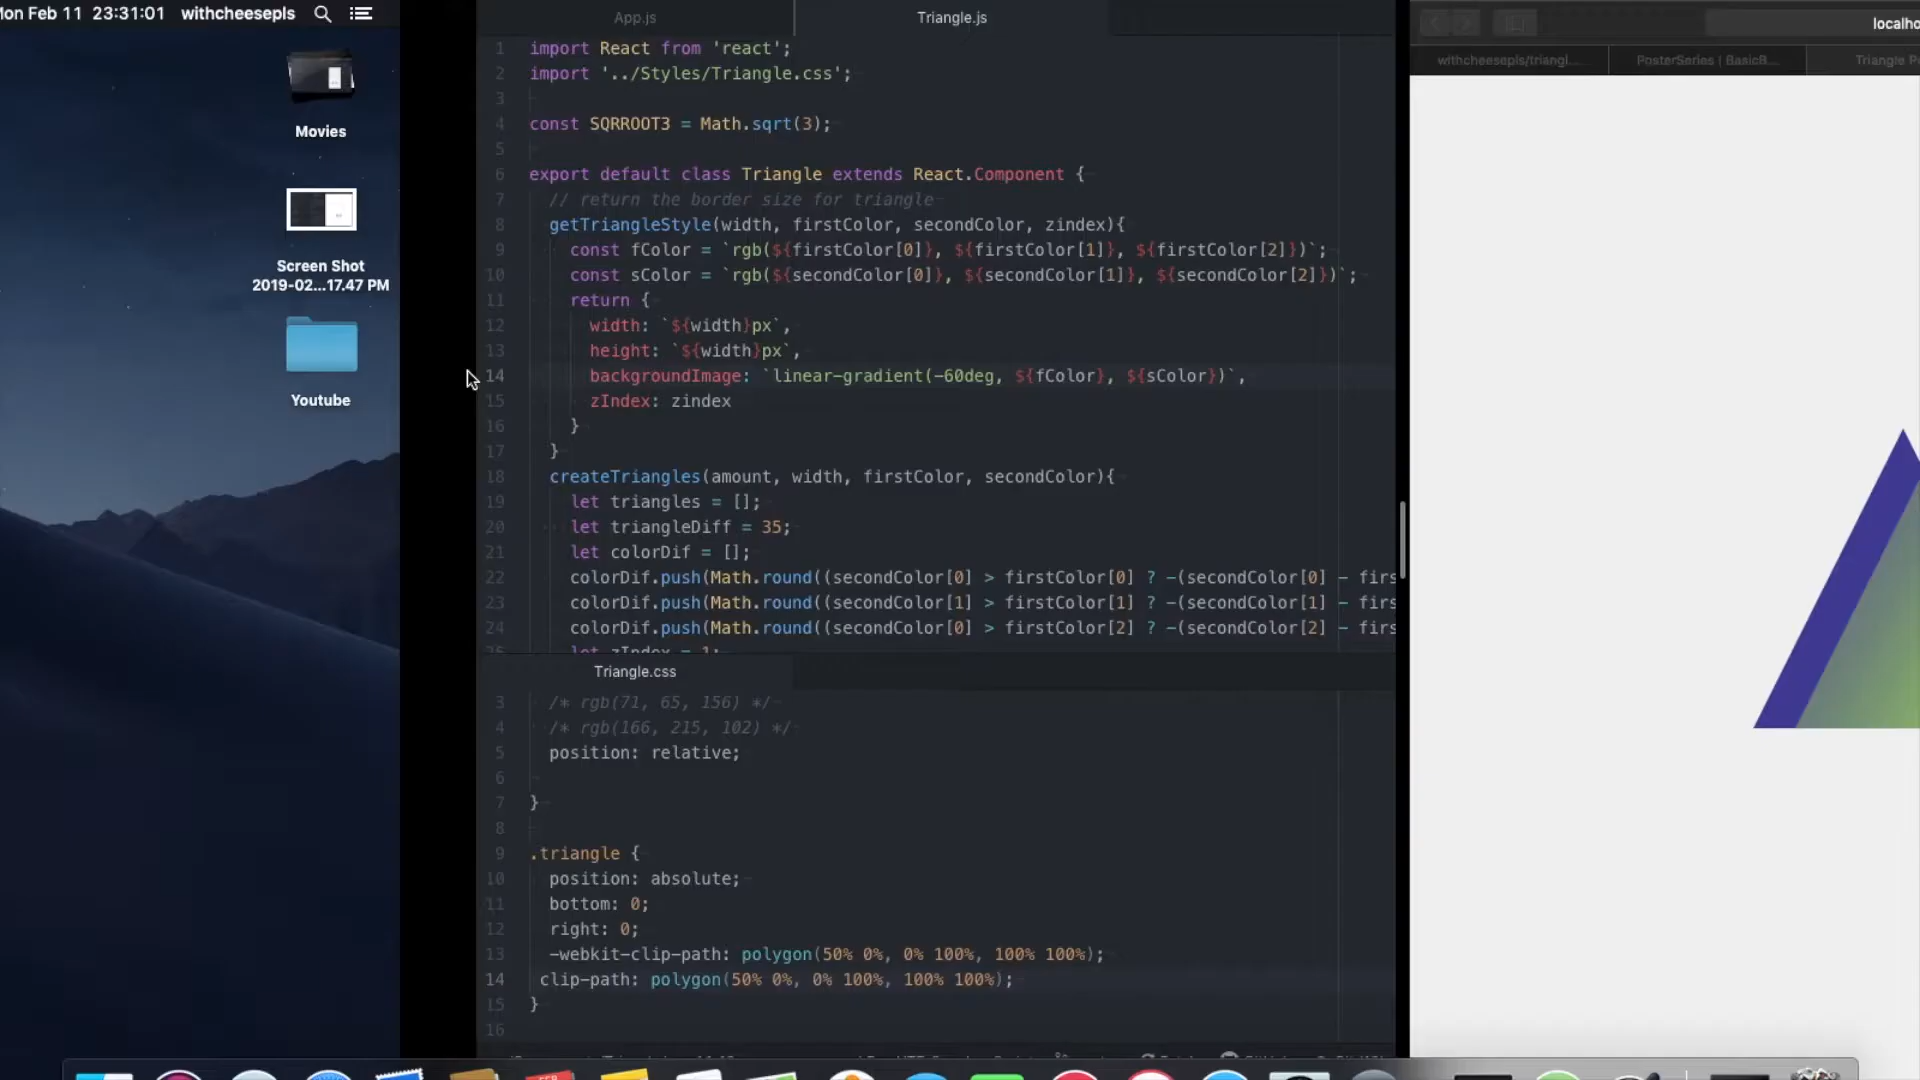 Mon Feb 11 23:31:01 withcheesepls
Movies
Screen Shot
2019-02...17.47 PM
Youtube
App.js
Triangle.js
1 import React from 'react';
2 import '../Styles/Triangle.css';
3
4 const SQRROOT3 = Math.sqrt(3);
5
6 export default class Triangle extends React.Component {
7 // return the border size for triangle
8 getTriangleStyle(width, firstColor, secondColor, zindex){
9 const fColor = `rgb(${firstColor[0]}, ${firstColor[1]}, ${firstColor[2]})`;
10 const sColor = `rgb(${secondColor[0]}, ${secondColor[1]}, ${secondColor[2]})`;
11 return {
12 width: `${width}px`,
13 height: `${width}px`,
14 backgroundImage: `linear-gradient(-60deg, ${fColor}, ${sColor})`,
15 zIndex: zindex
16 }
17 }
18 createTriangles(amount, width, firstColor, secondColor){
19 let triangles = [];
20 let triangleDiff = 35;
21 let colorDif = [];
22 colorDif.push(Math.round((secondColor[0] > firstColor[0] ? -(secondColor[0] - firs
23 colorDif.push(Math.round((secondColor[1] > firstColor[1] ? -(secondColor[1] - firs
24 colorDif.push(Math.round((secondColor[0] > firstColor[2] ? -(secondColor[2] - firs
25 let zIndex = 1;
Triangle.css
3 /* rgb(71, 65, 156) */
4 /* rgb(166, 215, 102) */
5 position: relative;
6
7 }
8
9 .triangle {
10 position: absolute;
11 bottom: 0;
12 right: 0;
13 -webkit-clip-path: polygon(50% 0%, 0% 100%, 100% 100%);
14 clip-path: polygon(50% 0%, 0% 100%, 100% 100%);
15 }
16
localho
withcheesepls/triangl...
PosterSeries | BasicB...
Triangle Po